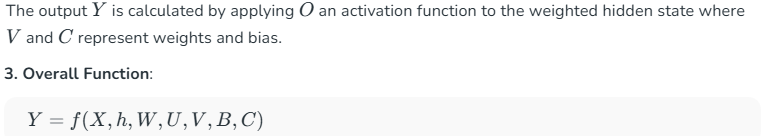 The output Y is calculated by applying O an activation function to the weighted hidden state where
V and C represent weights and bias.
3. Overall Function:
Y = f(X, h, W, U, V, B, C)